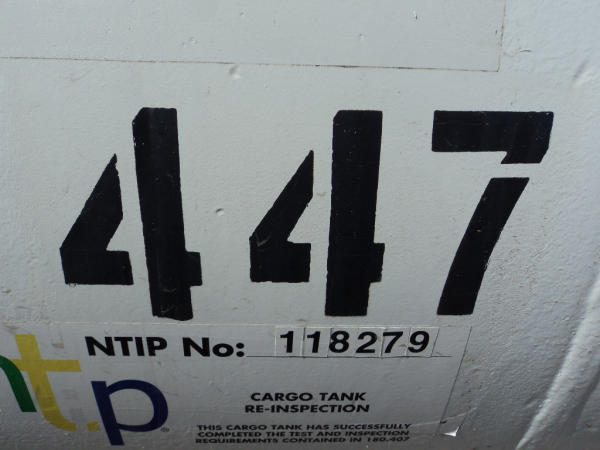 447
NTIP No: 118279
ntp
CARGO TANK
RE-INSPECTION
THIS CARGO TANK HAS SUCCESSFULLY
COMPLETED THE TEST AND INSPECTION
REQUIREMENTS CONTAINED IN 180.407